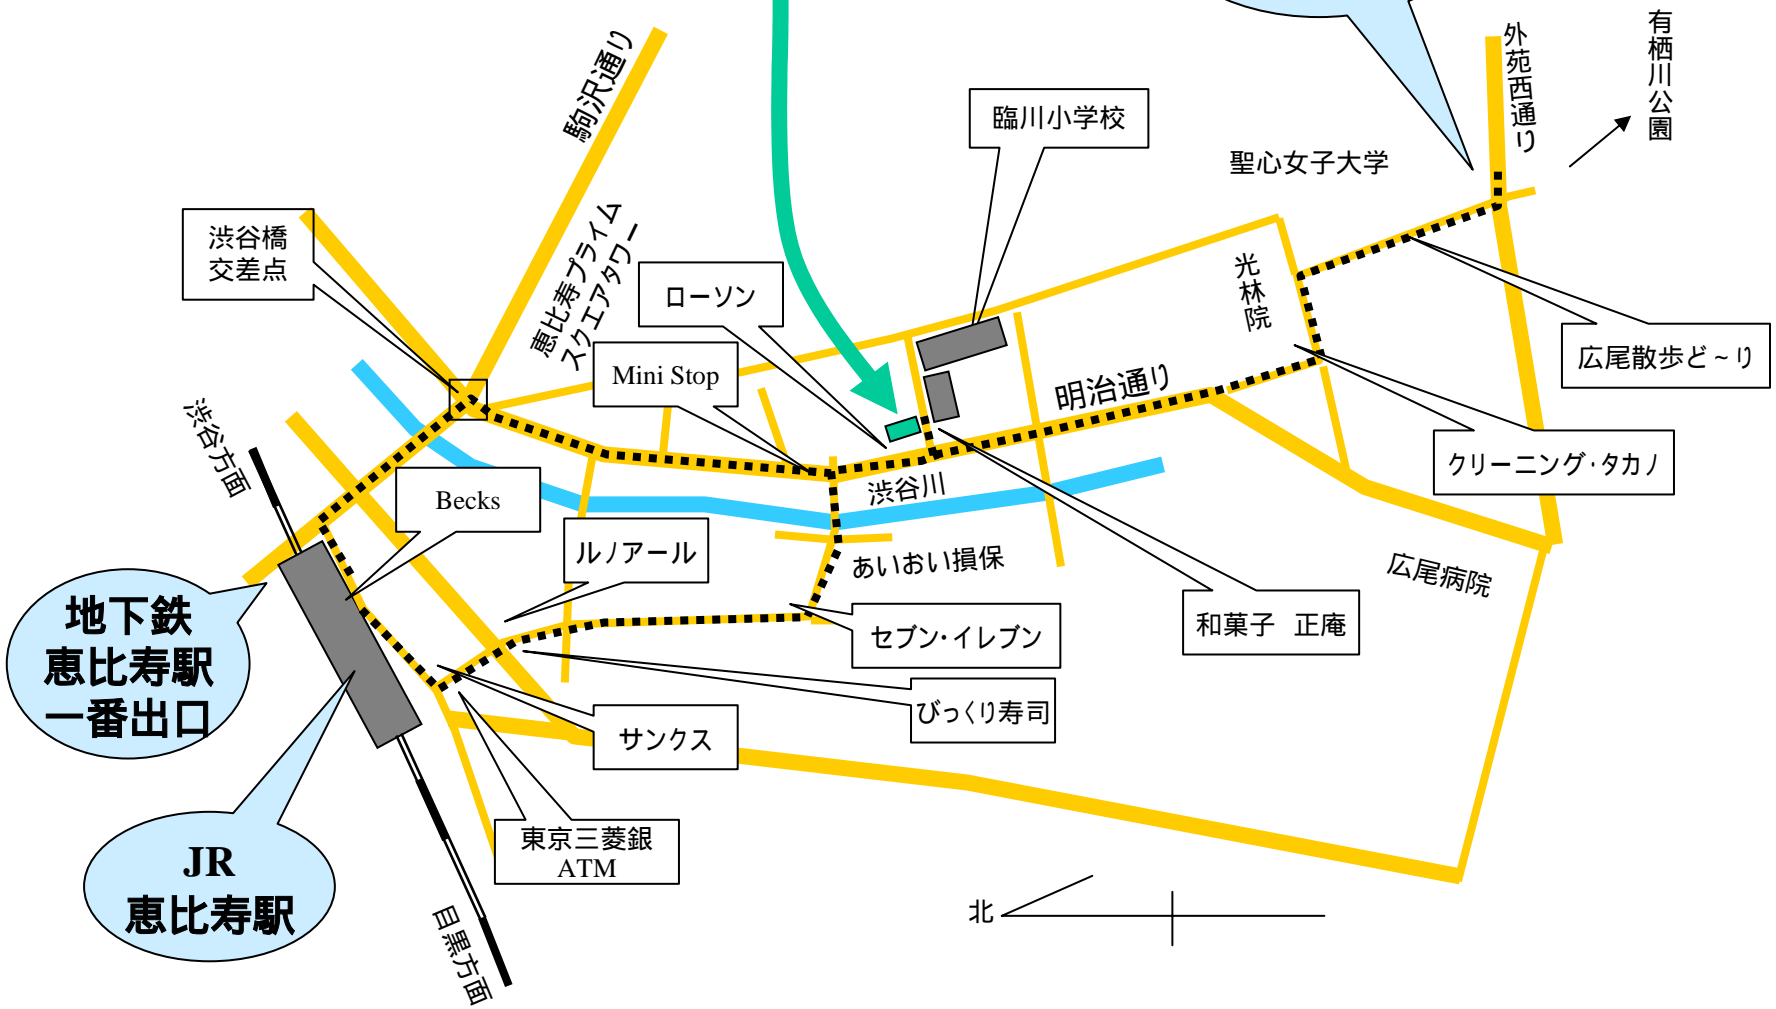 有栖川公園
外苑西通り
駒沢通り
臨川小学校
聖心女子大学
渋谷橋
交差点
恵比寿プライム
スクエアタワー
ローソン
光林院
広尾散歩ど~り
Mini Stop
明治通り
渋谷方面
クリーニング・タカノ
Becks
渋谷川
ルノアール
あいおい損保
広尾病院
地下鉄
恵比寿駅
一番出口
セブン・イレブン
和菓子 正庵
びっくり寿司
サンクス
東京三菱銀
ATM
JR
恵比寿駅
目黒方面
北